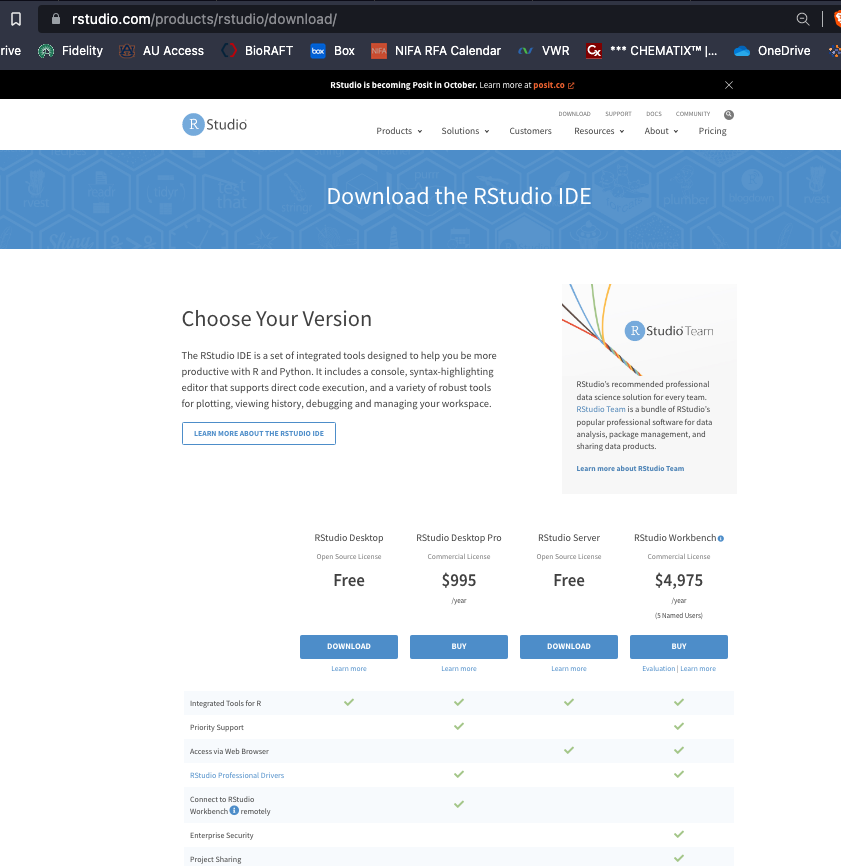 rstudio.com/products/rstudio/download/
rive Fidelity AU Access BioRAFT box Box NIFA NIFA RFA Calendar VWR Cx *** CHEMATIX™ |... OneDrive
RStudio is becoming Posit in October. Learn more at posit.co
DOWNLOAD SUPPORT DOCS COMMUNITY
R Studio
Products Solutions Customers Resources About Pricing
Download the RStudio IDE
Choose Your Version
The RStudio IDE is a set of integrated tools designed to help you be more
productive with R and Python. It includes a console, syntax-highlighting
editor that supports direct code execution, and a variety of robust tools
for plotting, viewing history, debugging and managing your workspace.
LEARN MORE ABOUT THE RSTUDIO IDE
R Studio Team
RStudio's recommended professional
data science solution for every team.
RStudio Team is a bundle of RStudio's
popular professional software for data
analysis, package management, and
sharing data products.
Learn more about RStudio Team
RStudio Desktop RStudio Desktop Pro RStudio Server RStudio Workbench
Open Source License Commercial License Open Source License Commercial License
Free $995 Free $4,975
/year /year
(5 Named Users)
DOWNLOAD BUY DOWNLOAD BUY
Learn more Learn more Learn more Evaluation | Learn more
Integrated Tools for R
Priority Support
Access via Web Browser
RStudio Professional Drivers
Connect to RStudio
Workbench remotely
Enterprise Security
Project Sharing